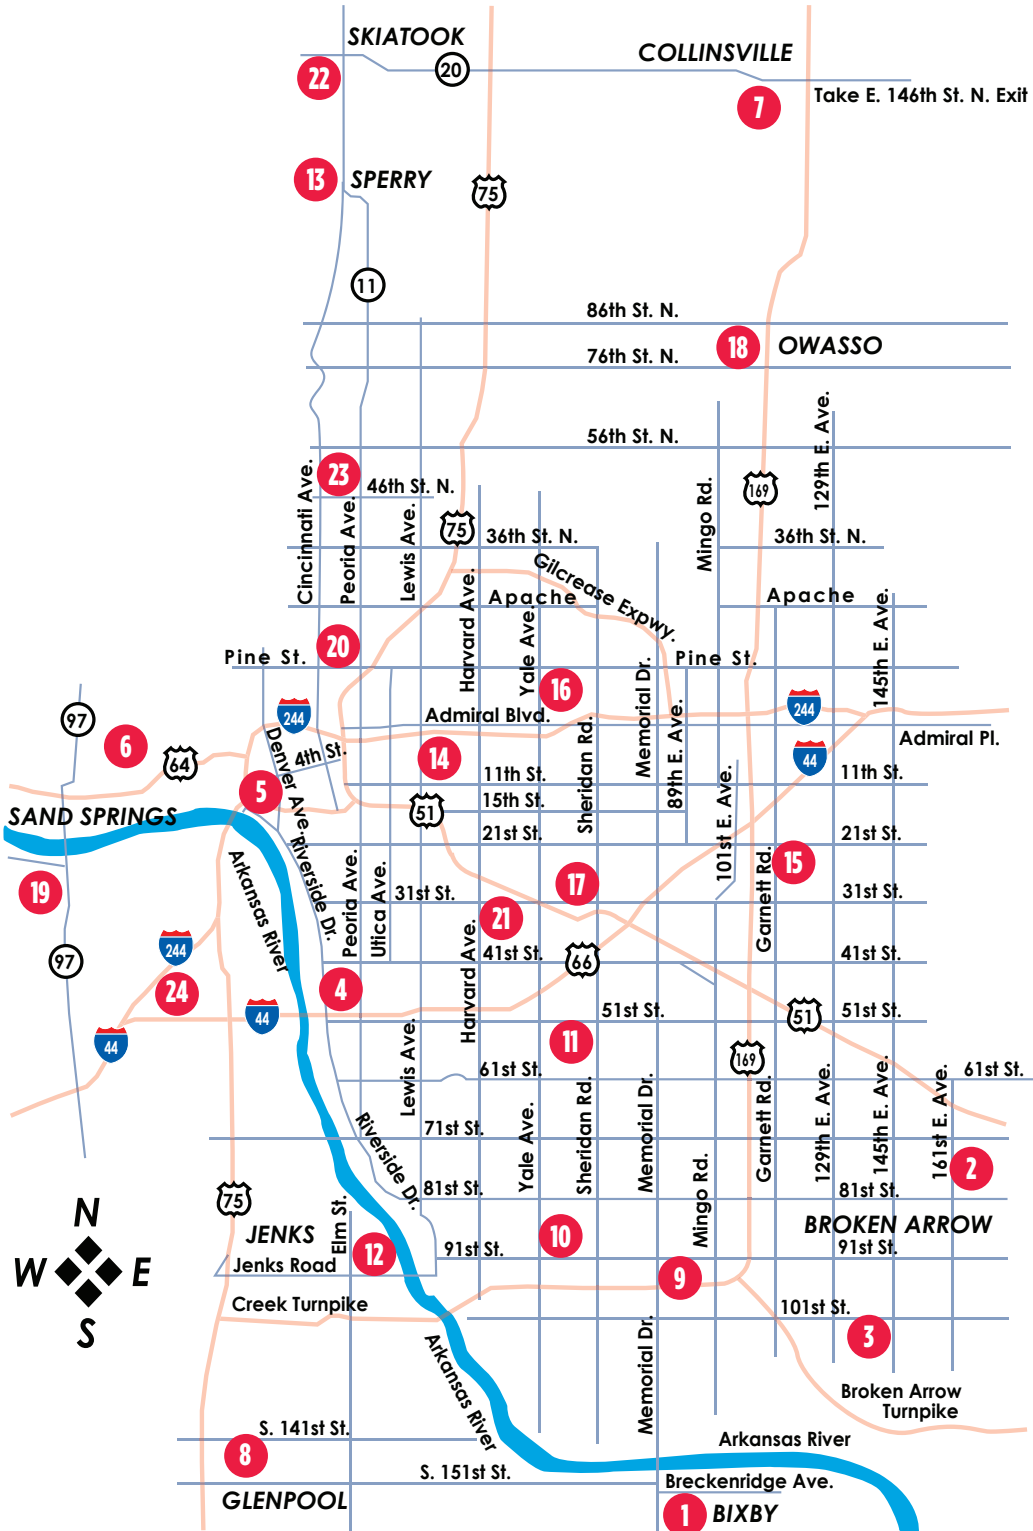 SKIATOOK
COLLINSVILLE
22
20
7
Take E. 146th St. N. Exit
13
SPERRY
75
11
86th St. N.
18
OWASSO
76th St. N.
129th E. Ave.
56th St. N.
Cincinnati Ave.
23
46th St. N.
Peoria Ave.
Lewis Ave.
75
Mingo Rd.
169
36th St. N.
36th St. N.
Gilcrease Expwy.
Harvard Ave.
Apache
Apache
Yale Ave.
145th E. Ave.
20
Pine St.
Pine St.
16
Memorial Dr.
97
244
Admiral Blvd.
244
Admiral Pl.
6
64
Denver Ave.
4th St.
14
Sheridan Rd.
89th E. Ave.
44
11th St.
11th St.
5
15th St.
101st E. Ave.
SAND SPRINGS
51
21st St.
21st St.
Arkansas River
Riverside Dr.
Peoria Ave.
Utica Ave.
15
Garnett Rd.
19
31st St.
17
31st St.
21
Harvard Ave.
244
41st St.
66
41st St.
97
24
4
44
44
51st St.
51
51st St.
11
Lewis Ave.
169
61st St.
61st St.
Yale Ave.
Sheridan Rd.
Memorial Dr.
Garnett Rd.
129th E. Ave.
145th E. Ave.
161st E. Ave.
Riverside Dr.
71st St.
2
75
81st St.
Mingo Rd.
81st St.
N
JENKS
Elm St.
12
10
BROKEN ARROW
91st St.
91st St.
W
E
Jenks Road
9
S
Creek Turnpike
101st St.
3
Arkansas River
Memorial Dr.
Broken Arrow
Turnpike
S. 141st St.
8
Arkansas River
S. 151st St.
Breckenridge Ave.
GLENPOOL
1
BIXBY